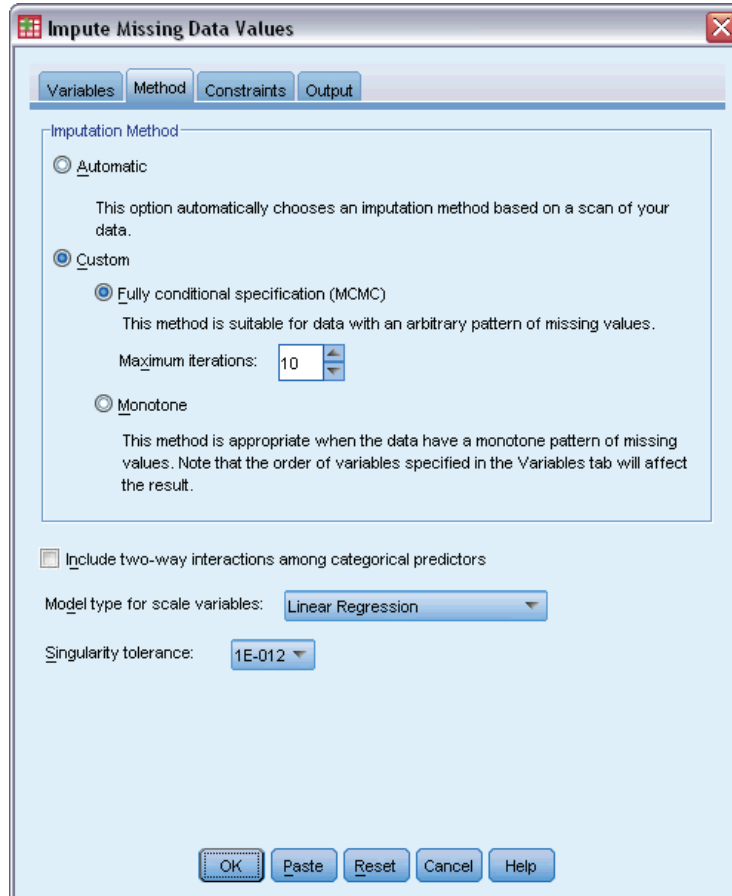 Impute Missing Data Values
Variables Method Constraints Output
Imputation Method
Automatic
This option automatically chooses an imputation method based on a scan of your
data.
Custom
Fully conditional specification (MCMC)
This method is suitable for data with an arbitrary pattern of missing values.
Maximum iterations: 10
Monotone
This method is appropriate when the data have a monotone pattern of missing
values. Note that the order of variables specified in the Variables tab will affect
the result.
Include two-way interactions among categorical predictors
Model type for scale variables: Linear Regression
Singularity tolerance: 1E-012
OK Paste Reset Cancel Help